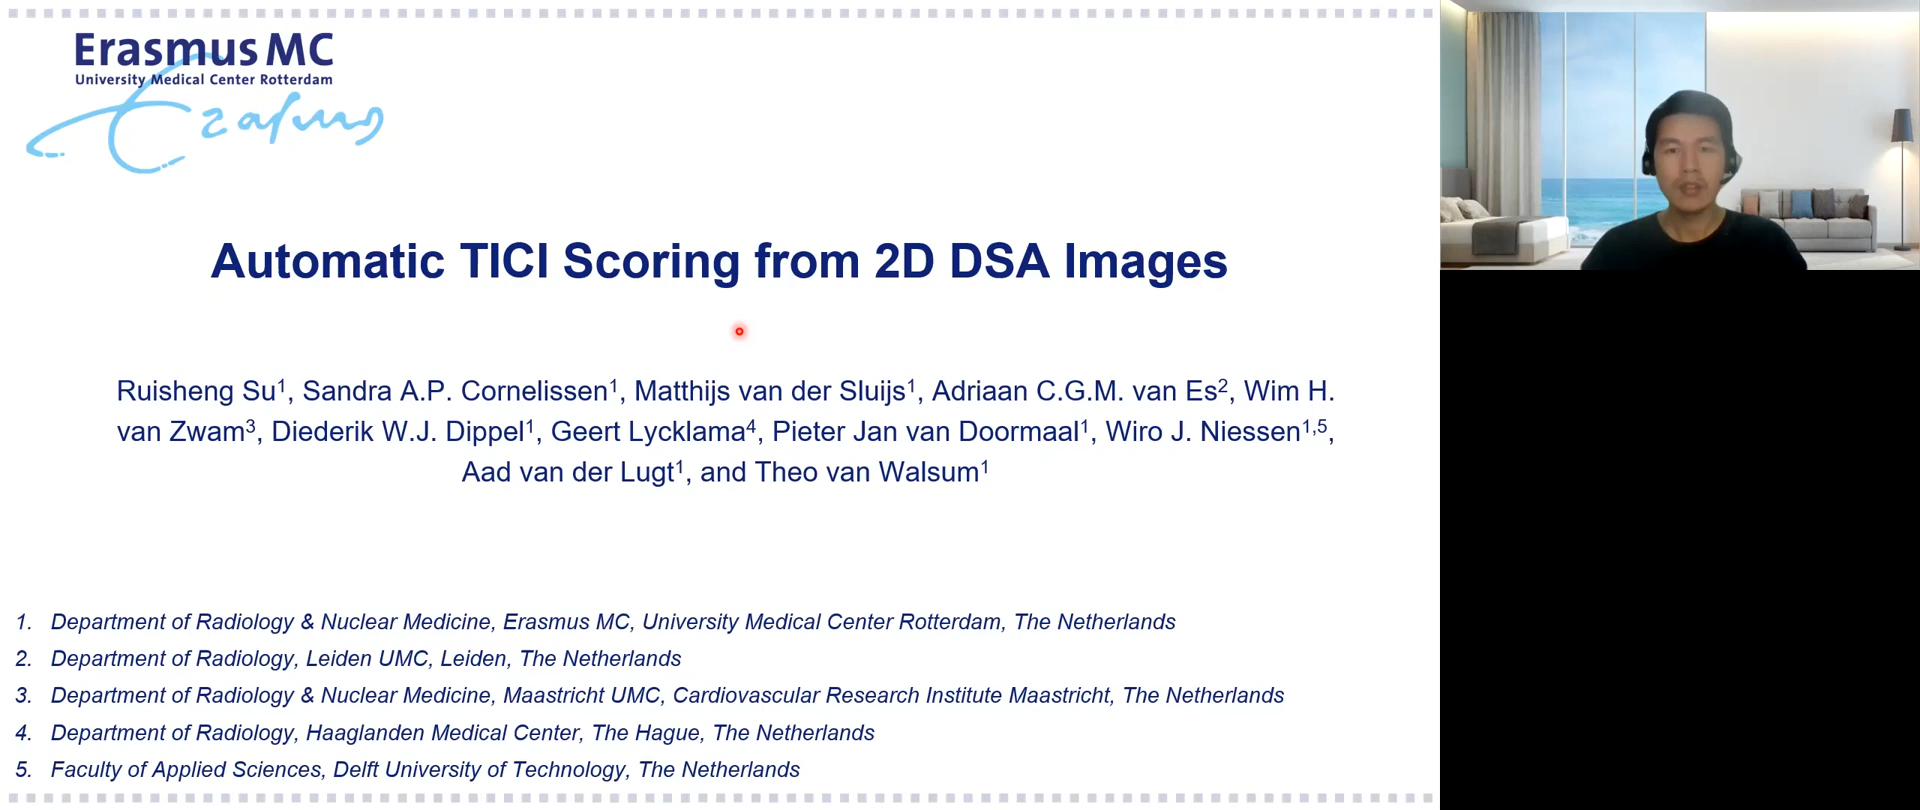 Erasmus MC
University Medical Center Rotterdam
Erasmus
Automatic TICI Scoring from 2D DSA Images
Ruisheng Su1, Sandra A.P. Cornelissen1, Matthijs van der Sluijs1, Adriaan C.G.M. van Es2, Wim H.
van Zwam3, Diederik W.J. Dippel1, Geert Lycklama4, Pieter Jan van Doormaal1, Wiro J. Niessen1,5,
Aad van der Lugt1, and Theo van Walsum1
1. Department of Radiology & Nuclear Medicine, Erasmus MC, University Medical Center Rotterdam, The Netherlands
2. Department of Radiology, Leiden UMC, Leiden, The Netherlands
3. Department of Radiology & Nuclear Medicine, Maastricht UMC, Cardiovascular Research Institute Maastricht, The Netherlands
4. Department of Radiology, Haaglanden Medical Center, The Hague, The Netherlands
5. Faculty of Applied Sciences, Delft University of Technology, The Netherlands